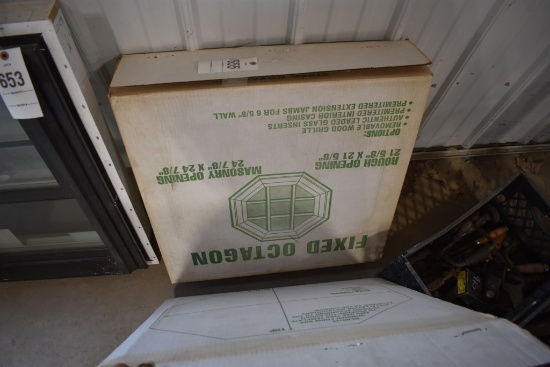 FIXED OCTAGON
ROUGH OPENING
21 5/8" X 21 5/8"
MASONRY OPENING
24 7/8" X 24 7/8"
OPTIONS:
• REMOVABLE WOOD GRILLE
• AUTHENTIC LEADED GLASS INSERTS
• PREMITERED INTERIOR CASING
• PREMITERED EXTENSION JAMBS FOR 6 5/8" WALL
653